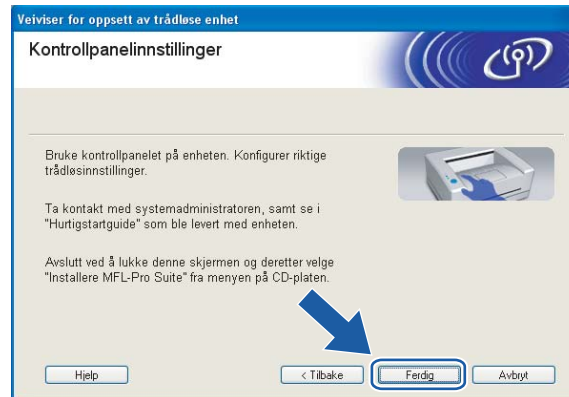 Veiviser for oppsett av trådløse enhet
Kontrollpanelinnstillinger
Bruke kontrollpanelet på enheten. Konfigurer riktige
trådløsinnstillinger.
Ta kontakt med systemadministratoren, samt se i
"Hurtigstartguide" som ble levert med enheten.
Avslutt ved å lukke denne skjermen og deretter velge
"Installere MFL-Pro Suite" fra menyen på CD-platen.
Hjelp
< Tilbake
Ferdig
Avbryt